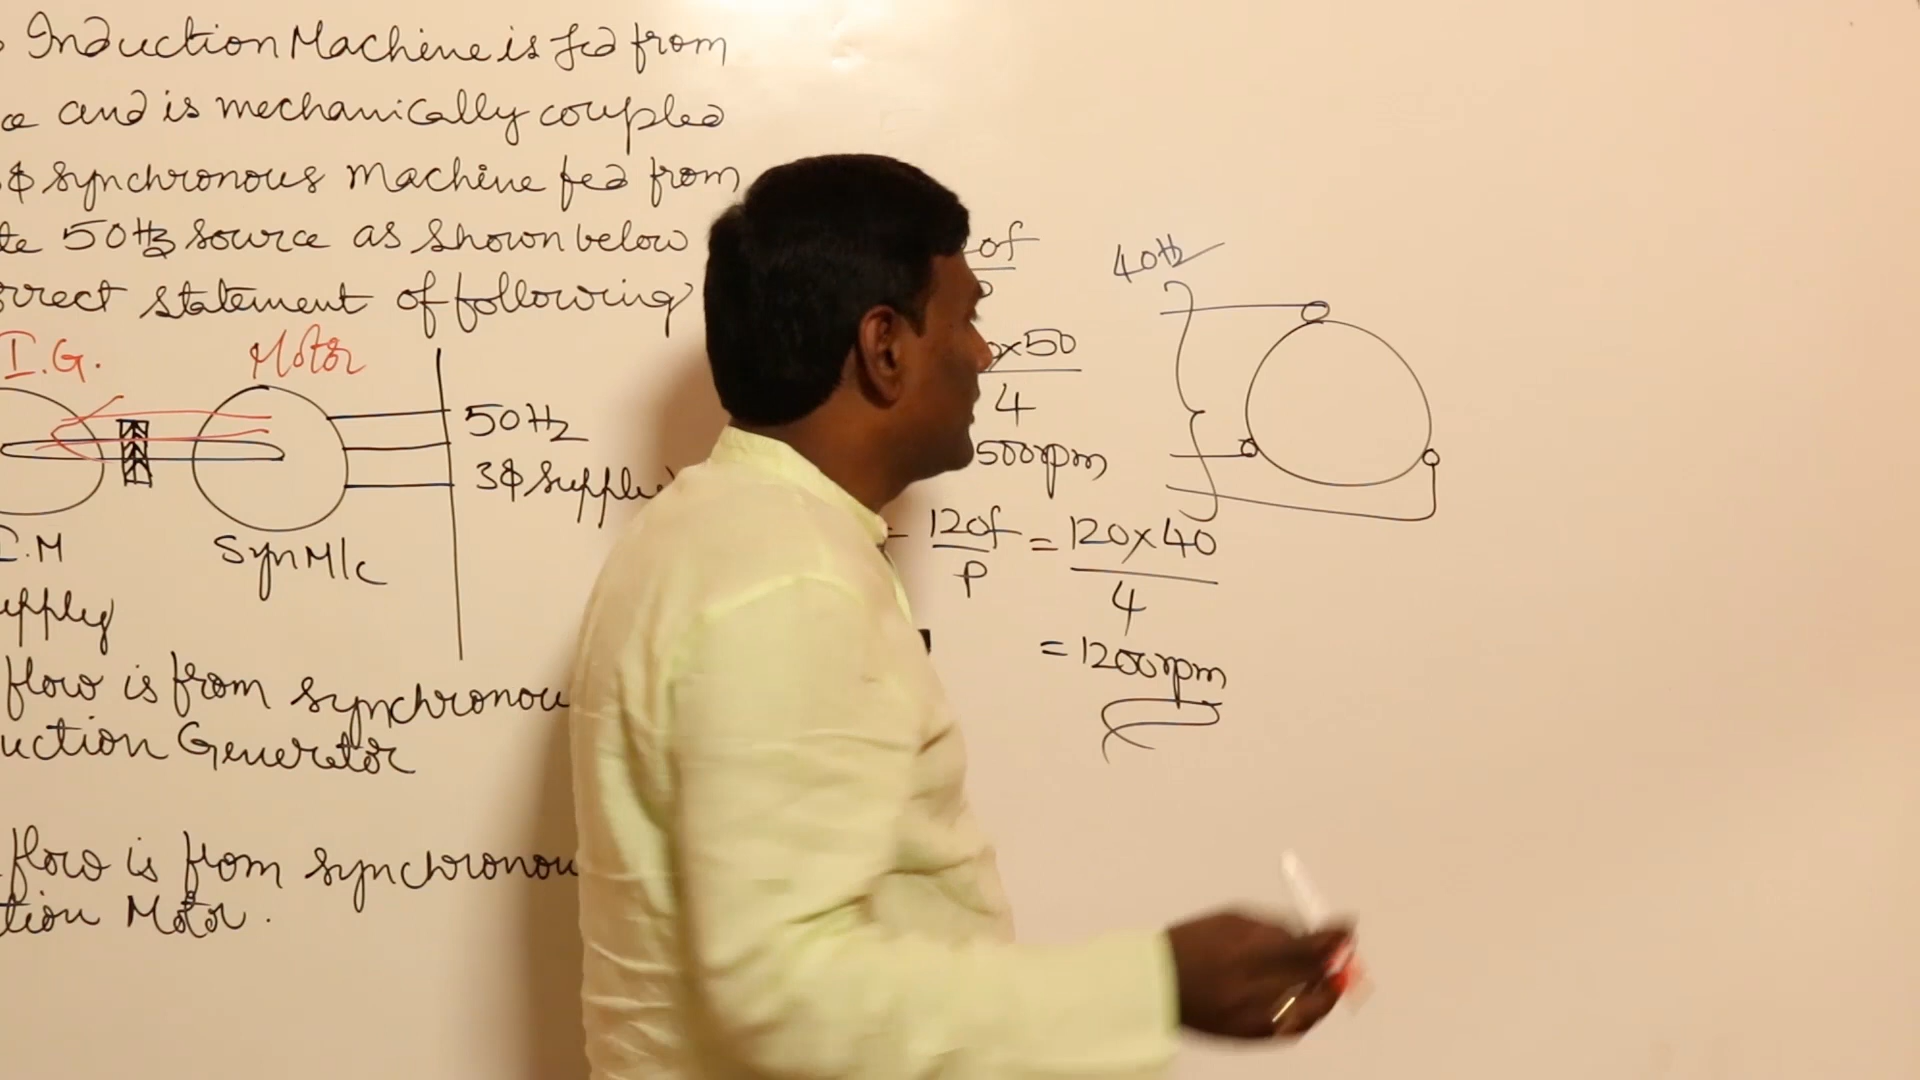 Induction Machine is fed from
and is mechanically coupled
φ synchronous machine fed from
50Hz source as shown below
rrect statement of following
I.G. Motor
50Hz
3φ supply
I.M Syn M/c
upply
flow is from synchronou
uction Generator
flow is from synchronou
tion Motor.
of
x50
4
500rpm
= 120f/P = 120x40/4
= 1200rpm
40Hz